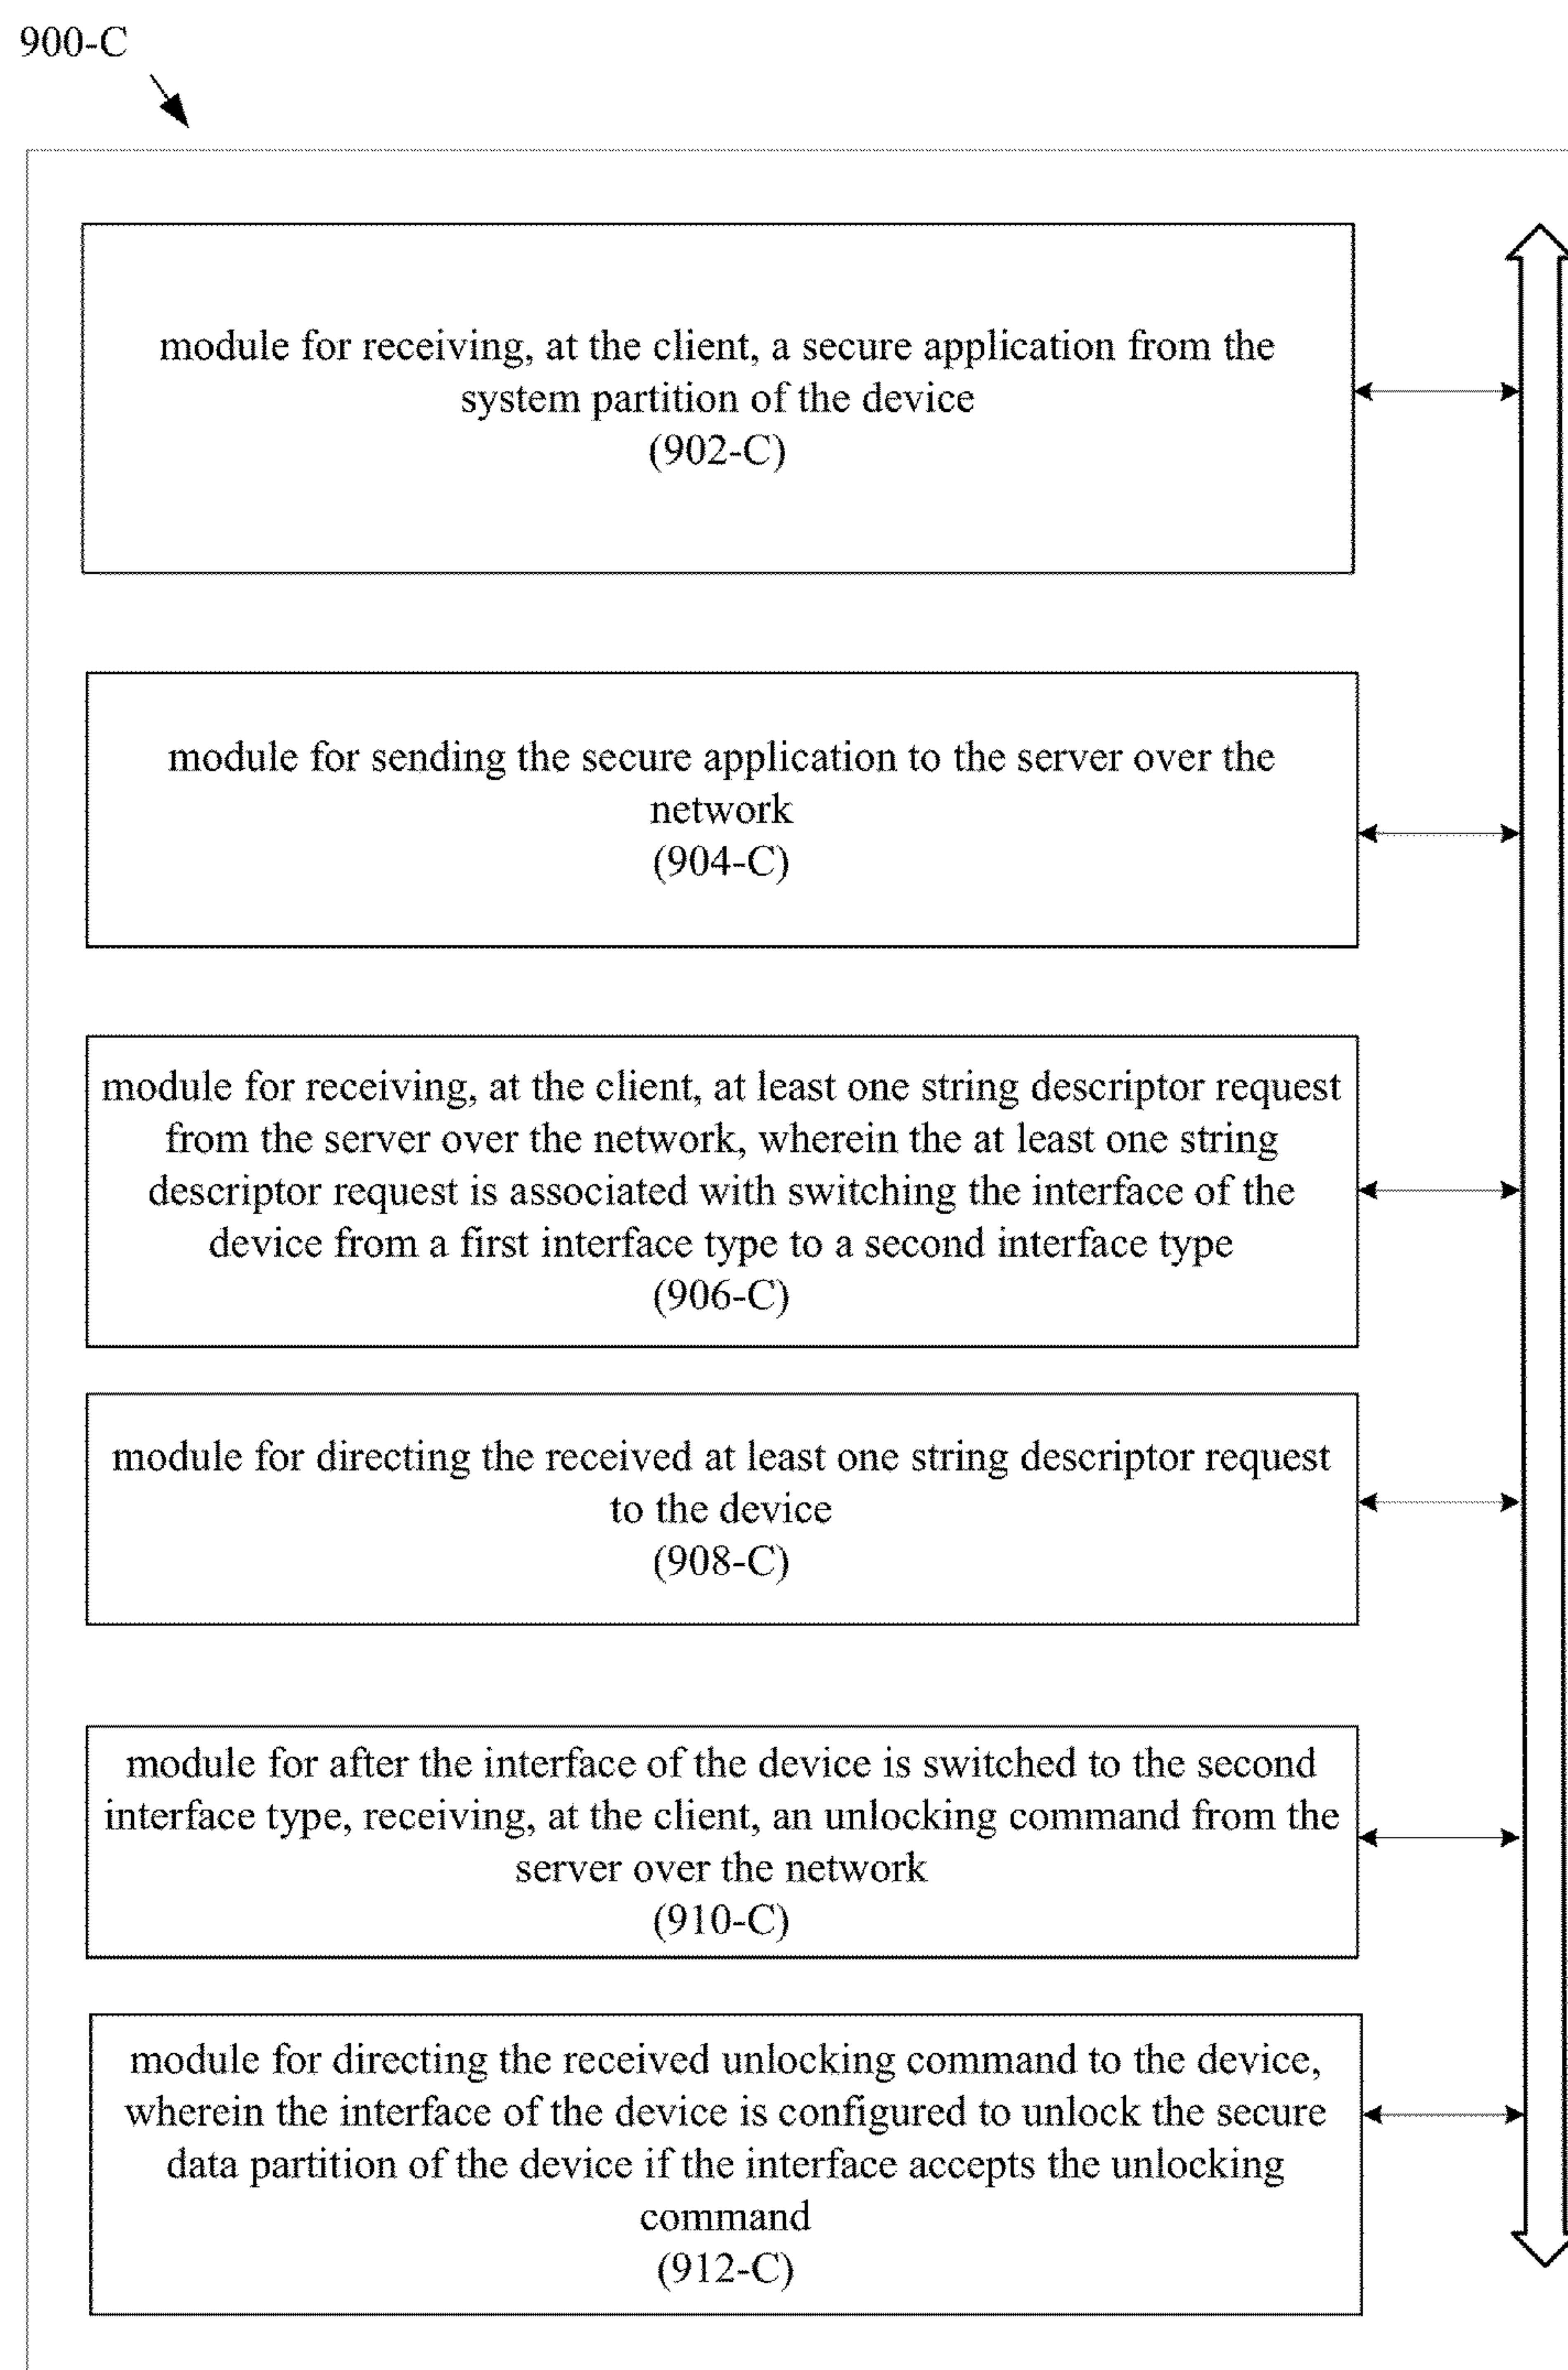 900-C
module for receiving, at the client, a secure application from the
system partition of the device
(902-C)
module for sending the secure application to the server over the
network
(904-C)
module for receiving, at the client, at least one string descriptor request
from the server over the network, wherein the at least one string
descriptor request is associated with switching the interface of the
device from a first interface type to a second interface type
(906-C)
module for directing the received at least one string descriptor request
to the device
(908-C)
module for after the interface of the device is switched to the second
interface type, receiving, at the client, an unlocking command from the
server over the network
(910-C)
module for directing the received unlocking command to the device,
wherein the interface of the device is configured to unlock the secure
data partition of the device if the interface accepts the unlocking
command
(912-C)